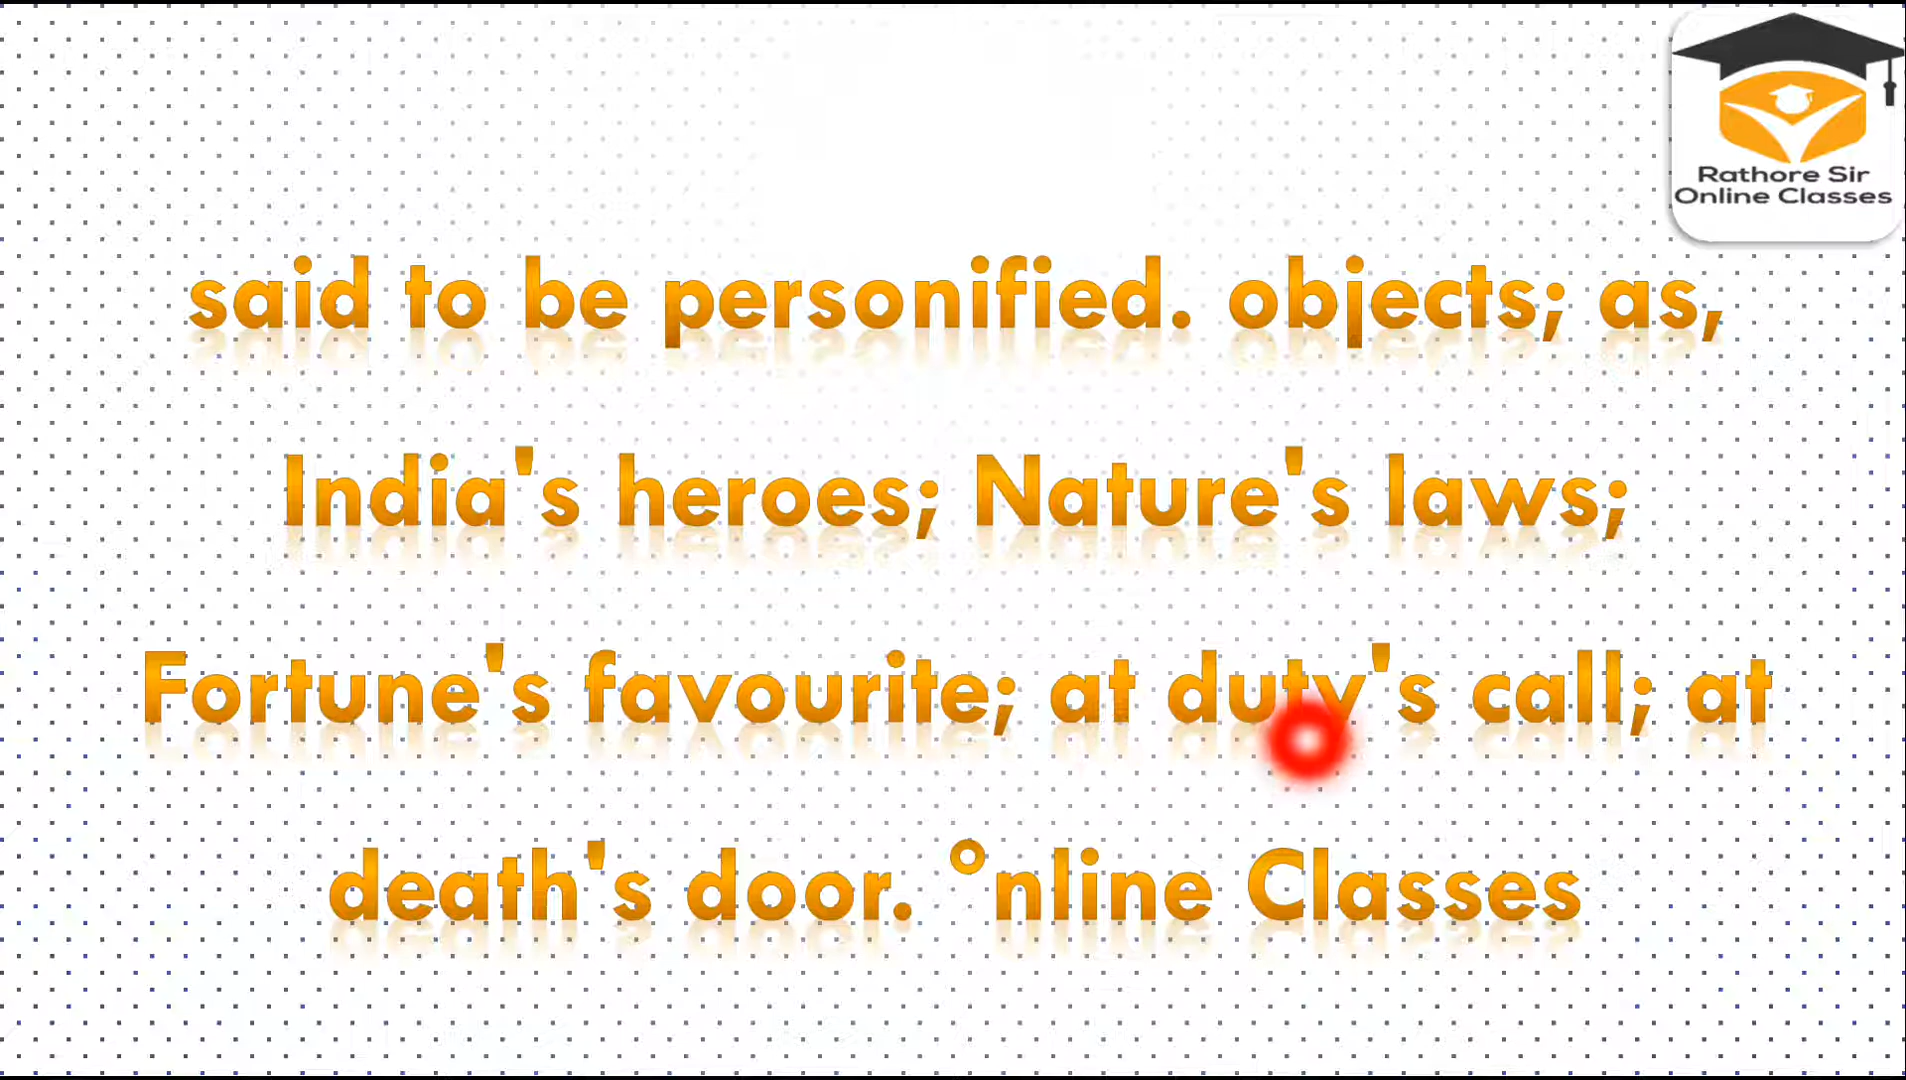 Rathore Sir
Online Classes
said to be personified. objects; as,
India's heroes; Nature's laws;
Fortune's favourite; at duty's call; at
death's door. °nline Classes